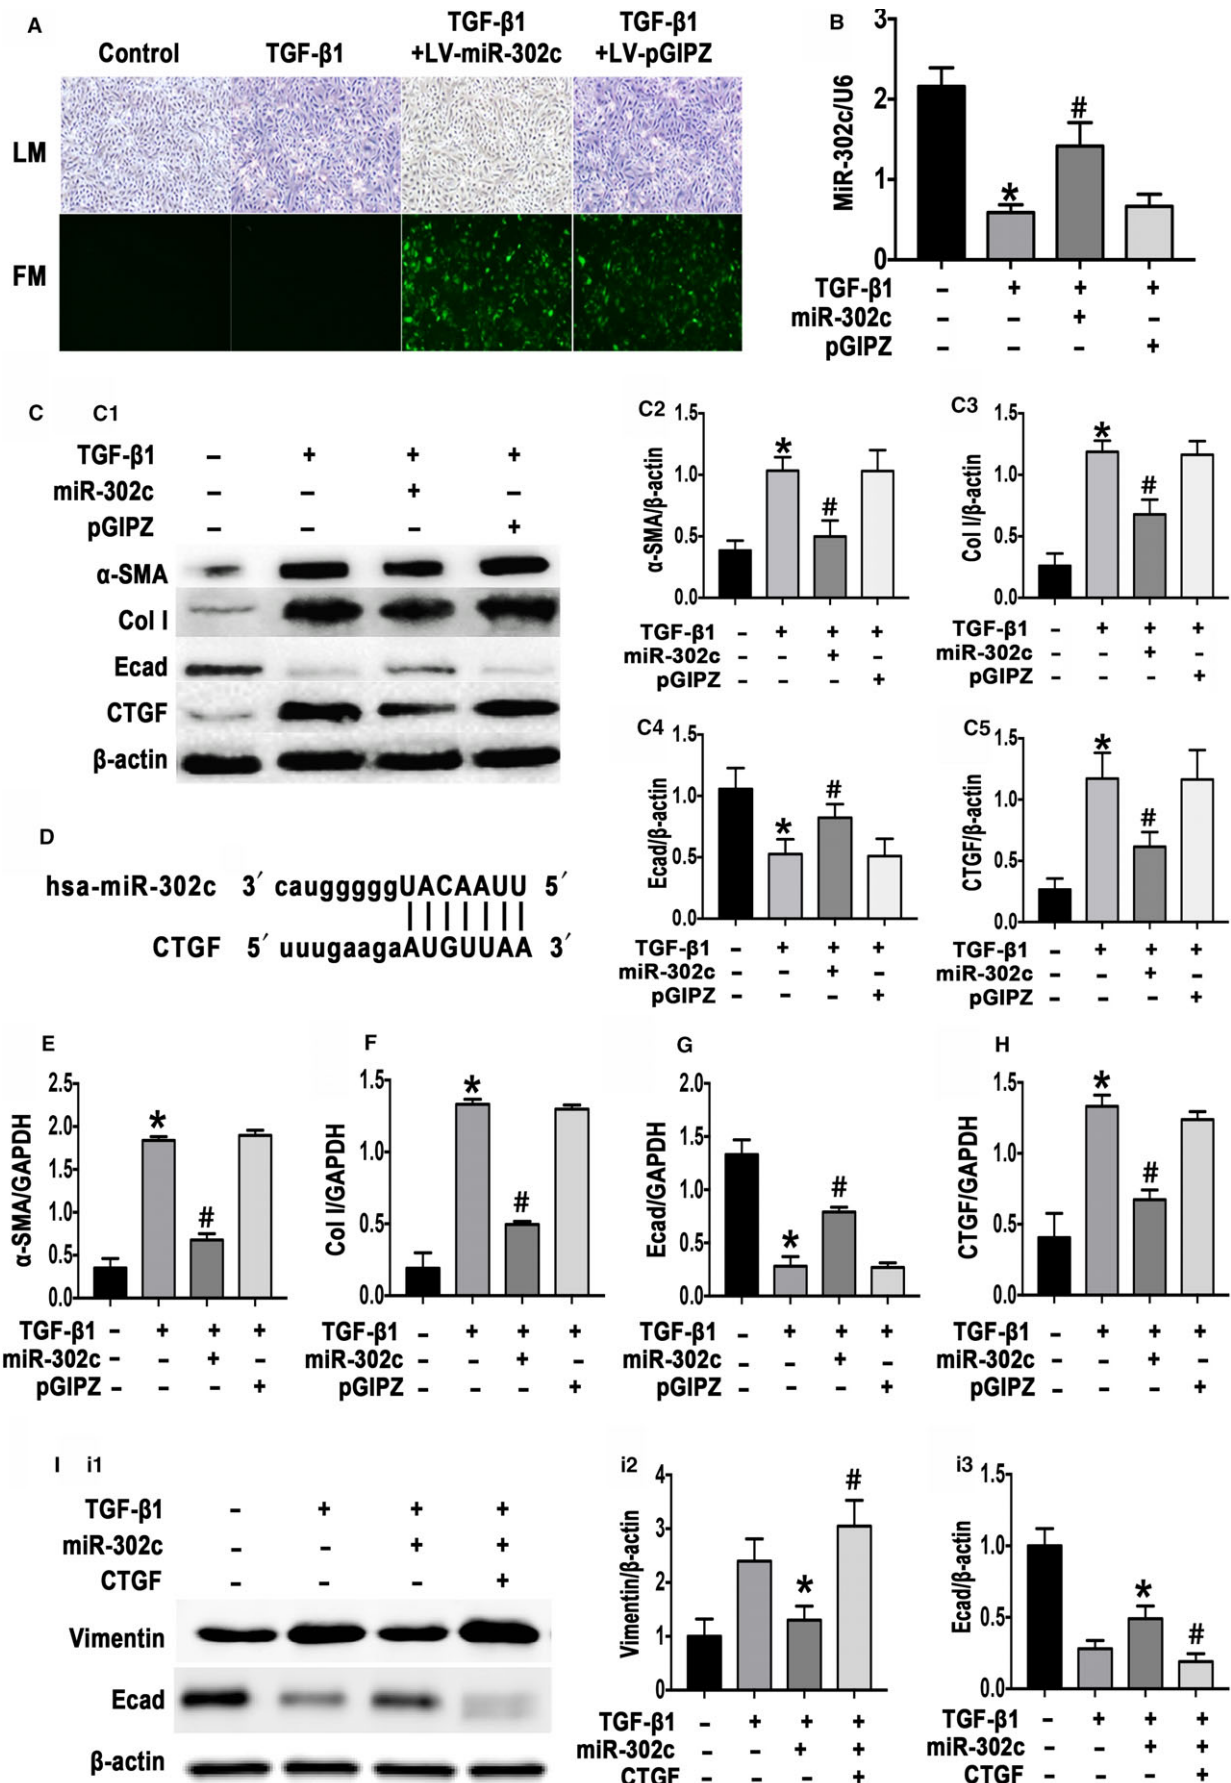 A
Control
TGF-β1
TGF-β1
+LV-miR-302c
TGF-β1
+LV-pGIPZ
LM
FM
B
MiR-302c/U6
3
2
1
0
*
#
TGF-β1 – + + +
miR-302c – – + –
pGIPZ – – – +
C C1
TGF-β1 – + + +
miR-302c – – + –
pGIPZ – – – +
α-SMA
Col I
Ecad
CTGF
β-actin
C2
α-SMA/β-actin
1.5
1.0
0.5
0.0
*
#
TGF-β1 – + + +
miR-302c – – + –
pGIPZ – – – +
C3
Col I/β-actin
1.5
1.0
0.5
0.0
*
#
TGF-β1 – + + +
miR-302c – – + –
pGIPZ – – – +
C4
Ecad/β-actin
1.5
1.0
0.5
0.0
*
#
TGF-β1 – + + +
miR-302c – – + –
pGIPZ – – – +
C5
CTGF/β-actin
1.5
1.0
0.5
0.0
*
#
TGF-β1 – + + +
miR-302c – – + –
pGIPZ – – – +
D
hsa-miR-302c 3′ caugggggUACAAUU 5′
CTGF 5′ uuugaagaAUGUUAA 3′
E
α-SMA/GAPDH
2.5
2.0
1.5
1.0
0.5
0.0
*
#
TGF-β1 – + + +
miR-302c – – + –
pGIPZ – – – +
F
Col I/GAPDH
1.5
1.0
0.5
0.0
*
#
TGF-β1 – + + +
miR-302c – – + –
pGIPZ – – – +
G
Ecad/GAPDH
2.0
1.5
1.0
0.5
0.0
*
#
TGF-β1 – + + +
miR-302c – – + –
pGIPZ – – – +
H
CTGF/GAPDH
1.5
1.0
0.5
0.0
*
#
TGF-β1 – + + +
miR-302c – – + –
pGIPZ – – – +
I i1
TGF-β1 – + + +
miR-302c – – + +
CTGF – – – +
Vimentin
Ecad
β-actin
i2
Vimentin/β-actin
4
3
2
1
0
*
#
TGF-β1 – + + +
miR-302c – – + +
CTGF – – – +
i3
Ecad/β-actin
1.5
1.0
0.5
0.0
*
#
TGF-β1 – + + +
miR-302c – – + +
CTGF – – – +